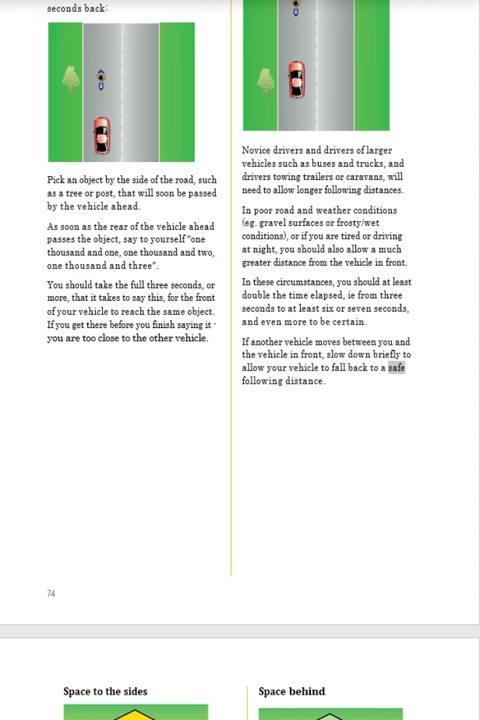 seconds back:
Pick an object by the side of the road, such
as a tree or post, that will soon be passed
by the vehicle ahead.
As soon as the rear of the vehicle ahead
passes the object, say to yourself “one
thousand and one, one thousand and two,
one thousand and three”.
You should take the full three seconds, or
more, that it takes to say this, for the front
of your vehicle to reach the same object.
If you get there before you finish saying it -
you are too close to the other vehicle.
Novice drivers and drivers of larger
vehicles such as buses and trucks, and
drivers towing trailers or caravans, will
need to allow longer following distances.
In poor road and weather conditions
(eg. gravel surfaces or frosty/wet
conditions), or if you are tired or driving
at night, you should also allow a much
greater distance from the vehicle in front.
In these circumstances, you should at least
double the time elapsed, ie from three
seconds to at least six or seven seconds,
and even more to be certain.
If another vehicle moves between you and
the vehicle in front, slow down briefly to
allow your vehicle to fall back to a safe
following distance.
74
Space to the sides
Space behind